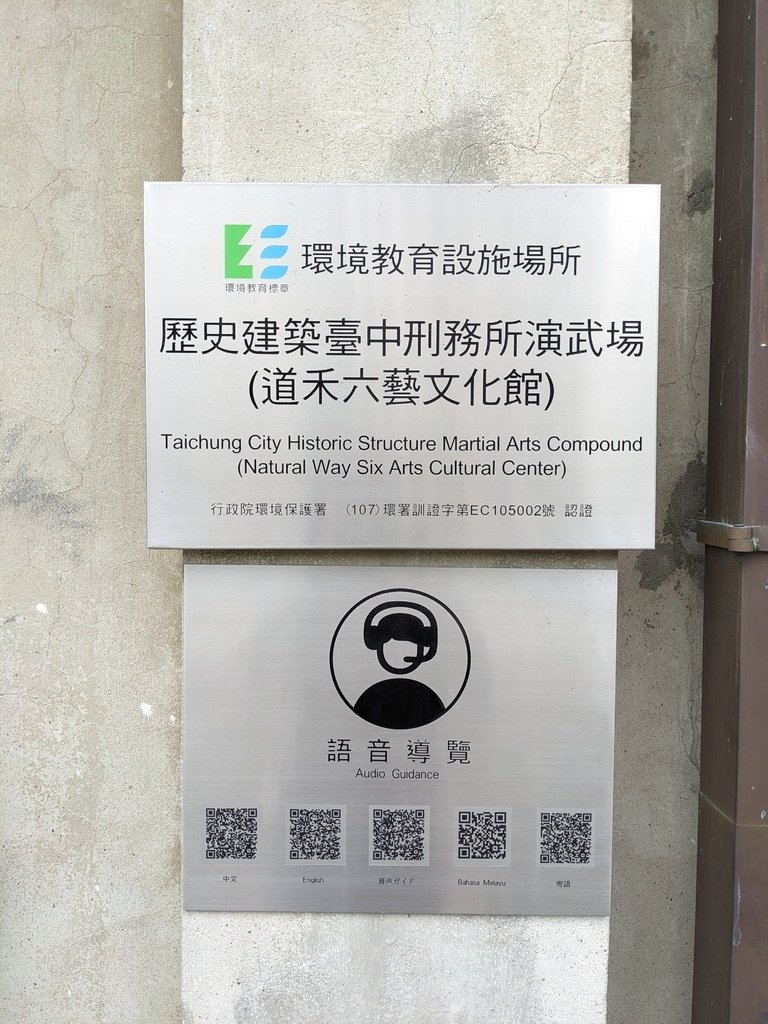 環境教育設施場所
環境教育標章
歷史建築臺中刑務所演武場
(道禾六藝文化館)
Taichung City Historic Structure Martial Arts Compound
(Natural Way Six Arts Cultural Center)
行政院環境保護署 (107)環署訓證字第EC105002號 認證
語音導覽
Audio Guidance
中文 English 音声ガイド Bahasa Melayu 粵語